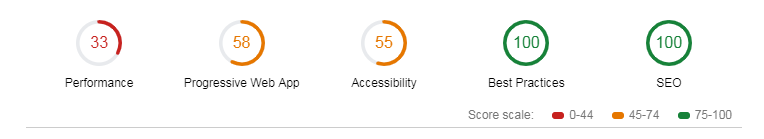 33 58 55 100 100
Performance Progressive Web App Accessibility Best Practices SEO
Score scale: 0-44 45-74 75-100